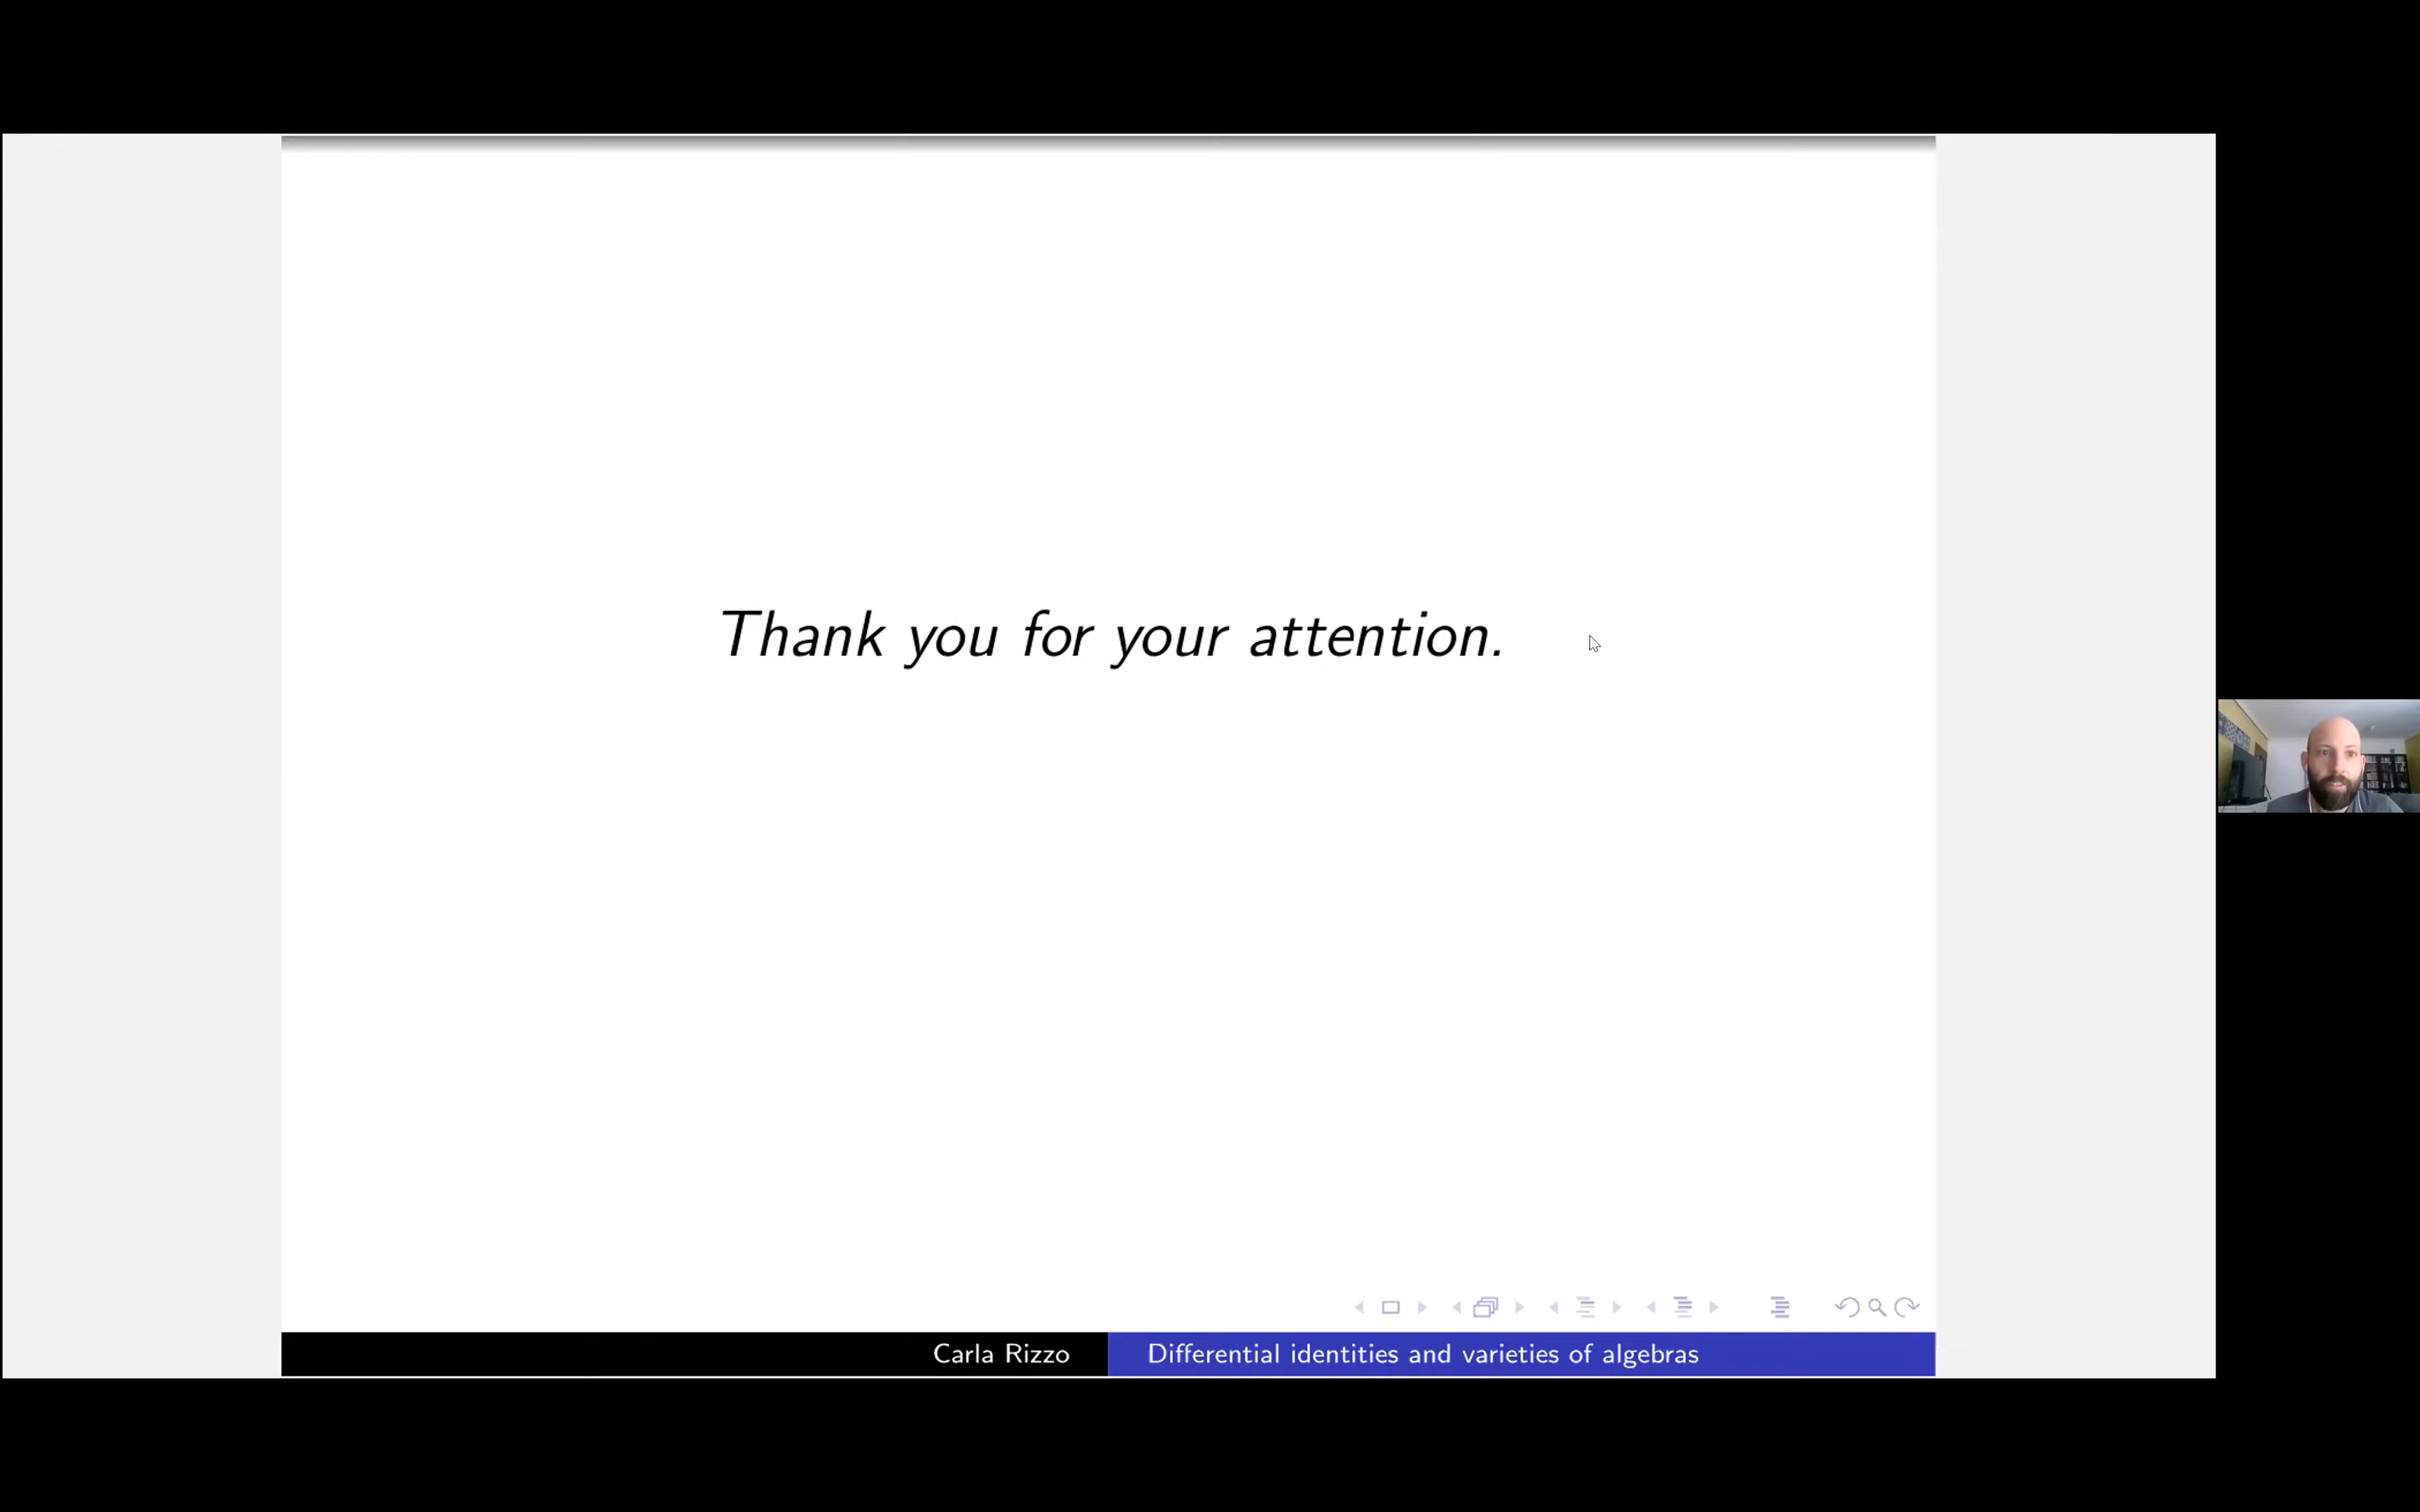 Thank you for your attention.
Carla Rizzo
Differential identities and varieties of algebras